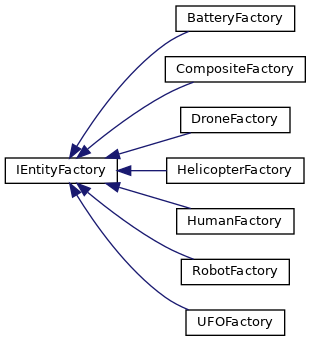 BatteryFactory
CompositeFactory
DroneFactory
IEntityFactory
HelicopterFactory
HumanFactory
RobotFactory
UFOFactory